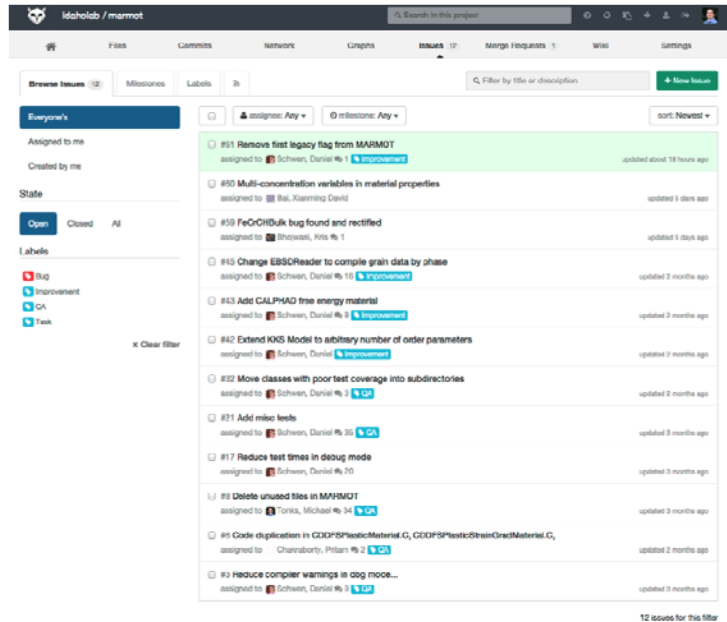 idaholab / marmot
Search in this project
Files Commits Network Graphs Issues 12 Merge Requests 1 Wiki Settings
Browse Issues 12 Milestones Labels
Filter by title or description
+ New Issue
Everyone's
Assigned to me
Created by me
State
Open Closed All
Labels
Bug
Improvement
QA
Task
x Clear filter
assignee: Any milestone: Any
sort: Newest
#61 Remove first legacy flag from MARMOT
assigned to Schwen, Daniel 1 Improvement
updated about 18 hours ago
#60 Multi-concentration variables in material properties
assigned to Bai, Xianming David
updated 5 days ago
#59 FeCrCHBulk bug found and rectified
assigned to Kris 1
updated 6 days ago
#45 Change EBSDReader to compile grain data by phase
assigned to Schwen, Daniel 16 Improvement
updated 2 months ago
#43 Add CALPHAD free energy material
assigned to Schwen, Daniel 9 Improvement
updated 2 months ago
#42 Extend KKS Model to arbitrary number of order parameters
assigned to Schwen, Daniel Improvement
updated 2 months ago
#32 Move classes with poor test coverage into subdirectories
assigned to Schwen, Daniel 3 QA
updated 2 months ago
#21 Add misc tests
assigned to Schwen, Daniel 35 QA
updated 3 months ago
#17 Reduce test times in debug mode
assigned to Schwen, Daniel 20
updated 3 months ago
Delete unused files in MARMOT
assigned to Tonks, Michael 34 QA
updated 3 months ago
Code duplication in
assigned to Chakraborty, Pritam 2 QA
updated 2 months ago
Reduce compiler warnings in dbg mode...
assigned to Schwen, Daniel 3 QA
updated 3 months ago
12 issues for this filter